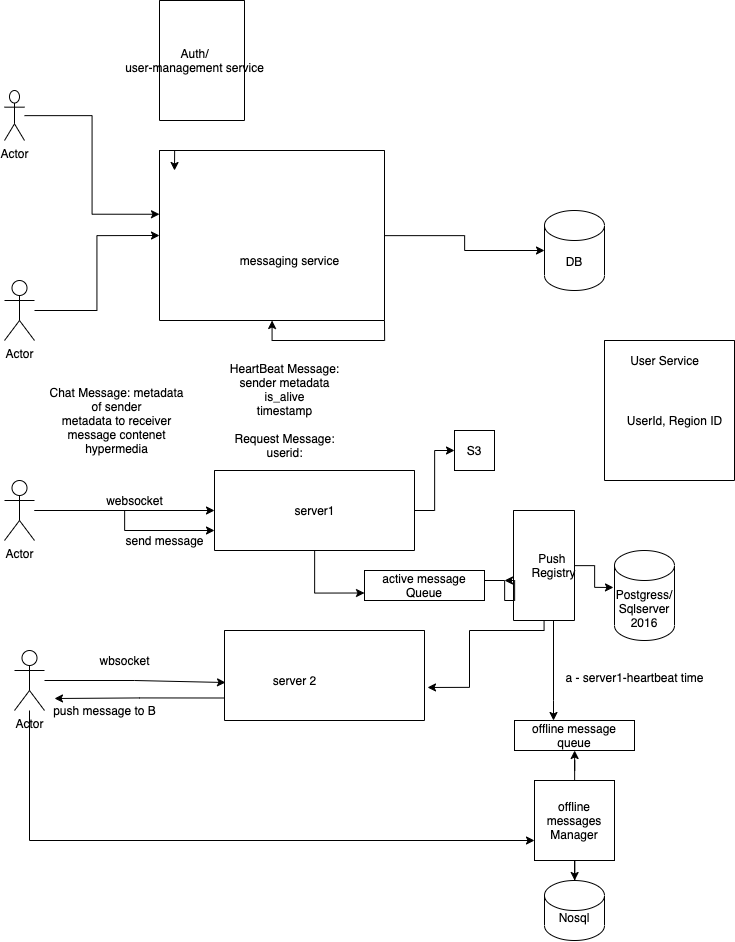 Auth/
user-management service
Actor
messaging service
DB
Actor
HeartBeat Message:
sender metadata
is_alive
timestamp
User Service
UserId, Region ID
Chat Message: metadata
of sender
metadata to receiver
message contenet
hypermedia
Request Message:
userid:
S3
websocket
server1
send message
Actor
active message
Queue
Push
Registry
Postgress/
Sqlserver
2016
wbsocket
server 2
push message to B
Actor
a - server1-heartbeat time
offline message
queue
offline
messages
Manager
Nosql